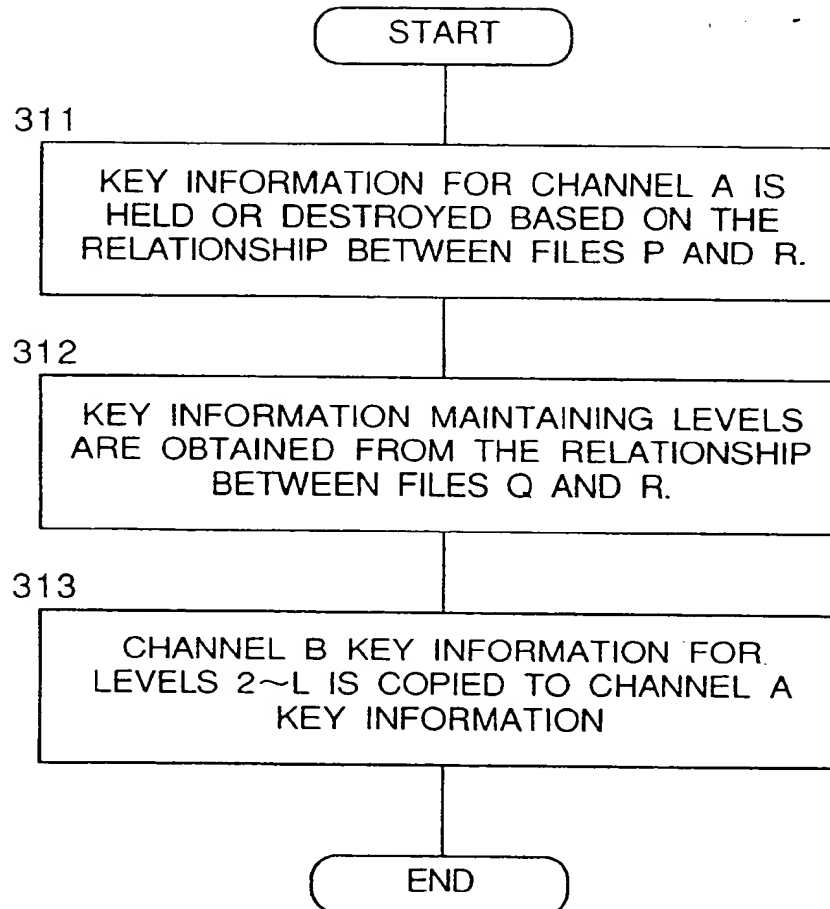 START
311
KEY INFORMATION FOR CHANNEL A IS
HELD OR DESTROYED BASED ON THE
RELATIONSHIP BETWEEN FILES P AND R.
312
KEY INFORMATION MAINTAINING LEVELS
ARE OBTAINED FROM THE RELATIONSHIP
BETWEEN FILES Q AND R.
313
CHANNEL B KEY INFORMATION FOR
LEVELS 2~L IS COPIED TO CHANNEL A
KEY INFORMATION
END